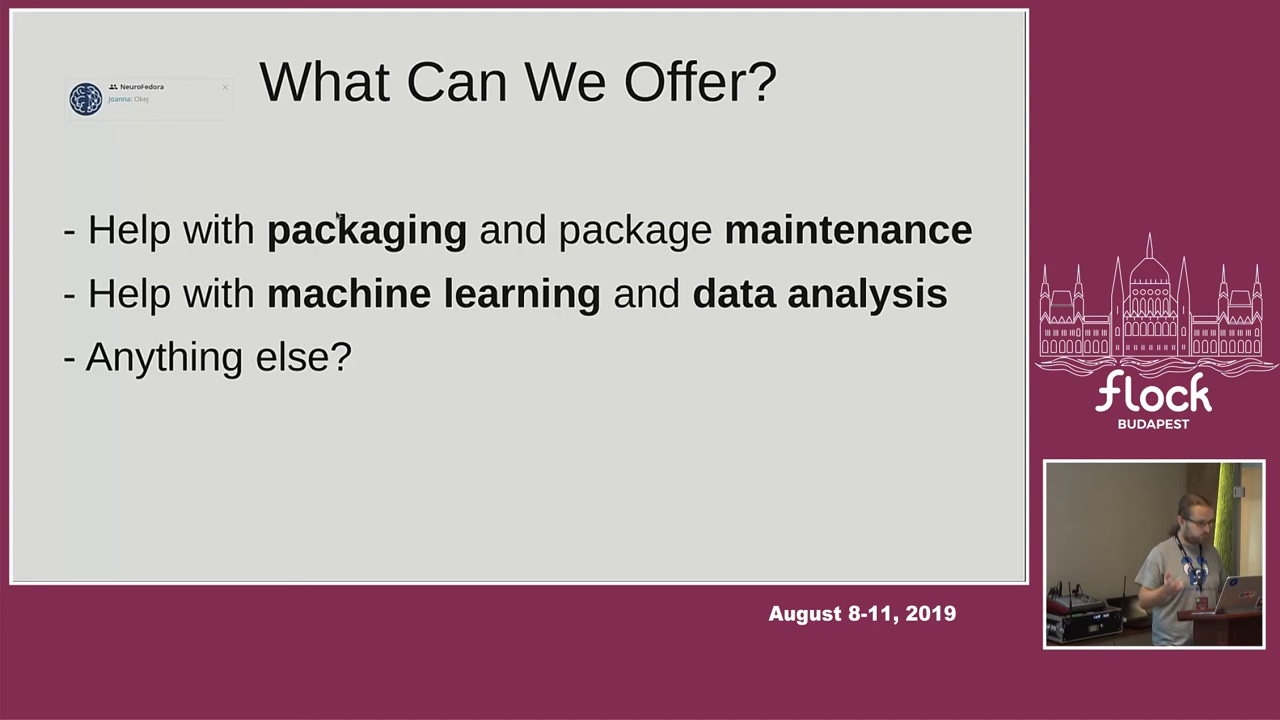 What Can We Offer?
NeuroFedora
Joanna: Okej
- Help with packaging and package maintenance
- Help with machine learning and data analysis
- Anything else?
flock
BUDAPEST
August 8-11, 2019